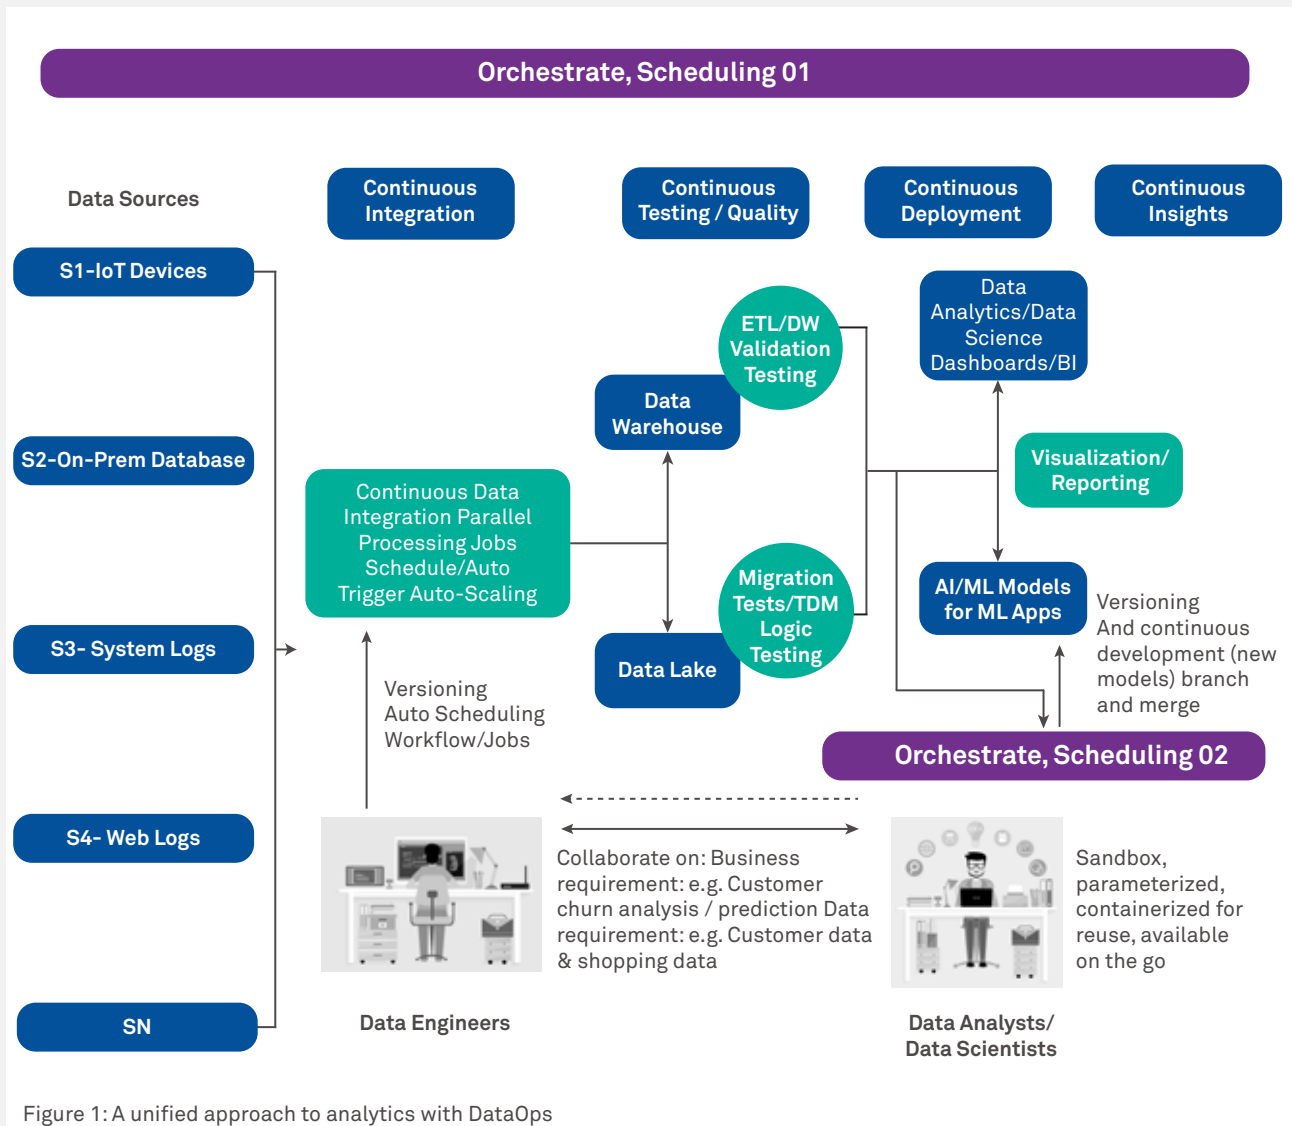 Orchestrate, Scheduling 01
Data Sources
Continuous
Integration
Continuous
Testing / Quality
Continuous
Deployment
Continuous
Insights
S1-IoT Devices
S2-On-Prem Database
S3- System Logs
S4- Web Logs
SN
Continuous Data
Integration Parallel
Processing Jobs
Schedule/Auto
Trigger Auto-Scaling
Versioning
Auto Scheduling
Workflow/Jobs
Data
Warehouse
ETL/DW
Validation
Testing
Data Lake
Migration
Tests/TDM
Logic
Testing
Data
Analytics/Data
Science
Dashboards/BI
Visualization/
Reporting
AI/ML Models
for ML Apps
Versioning
And continuous
development (new
models) branch
and merge
Orchestrate, Scheduling 02
Collaborate on: Business
requirement: e.g. Customer
churn analysis / prediction Data
requirement: e.g. Customer data
& shopping data
Sandbox,
parameterized,
containerized for
reuse, available
on the go
Data Engineers
Data Analysts/
Data Scientists
Figure 1: A unified approach to analytics with DataOps